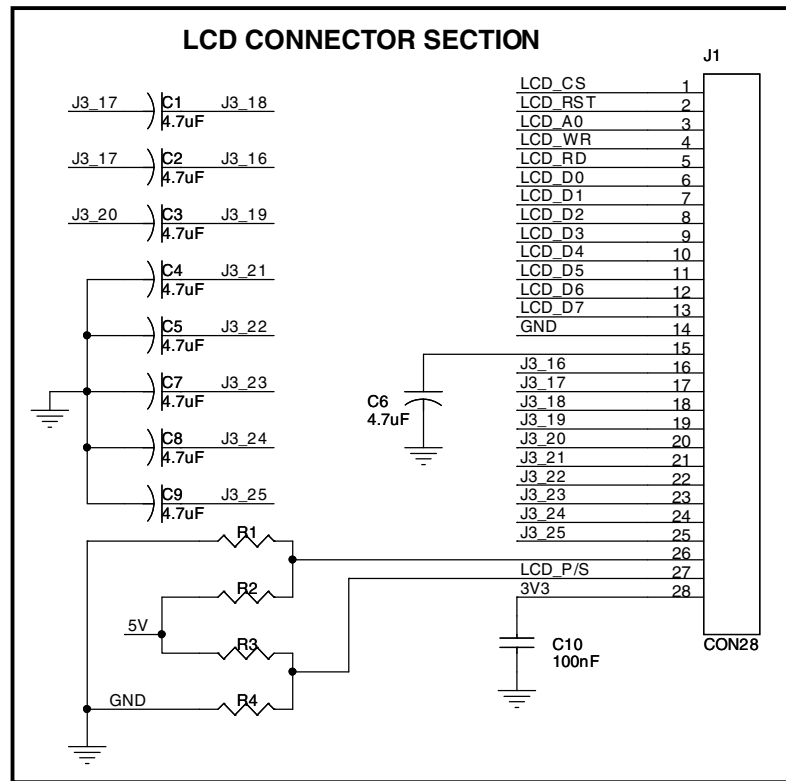 LCD CONNECTOR SECTION
J1
J3_17 C1 J3_18
4.7uF
J3_17 C2 J3_16
4.7uF
J3_20 C3 J3_19
4.7uF
C4 J3_21
4.7uF
C5 J3_22
4.7uF
C7 J3_23
4.7uF
C8 J3_24
4.7uF
C9 J3_25
4.7uF
R1
R2
5V
R3
GND R4
C6
4.7uF
LCD_CS 1
LCD_RST 2
LCD_A0 3
LCD_WR 4
LCD_RD 5
LCD_D0 6
LCD_D1 7
LCD_D2 8
LCD_D3 9
LCD_D4 10
LCD_D5 11
LCD_D6 12
LCD_D7 13
GND 14
15
J3_16 16
J3_17 17
J3_18 18
J3_19 19
J3_20 20
J3_21 21
J3_22 22
J3_23 23
J3_24 24
J3_25 25
26
LCD_P/S 27
3V3 28
C10
100nF
CON28